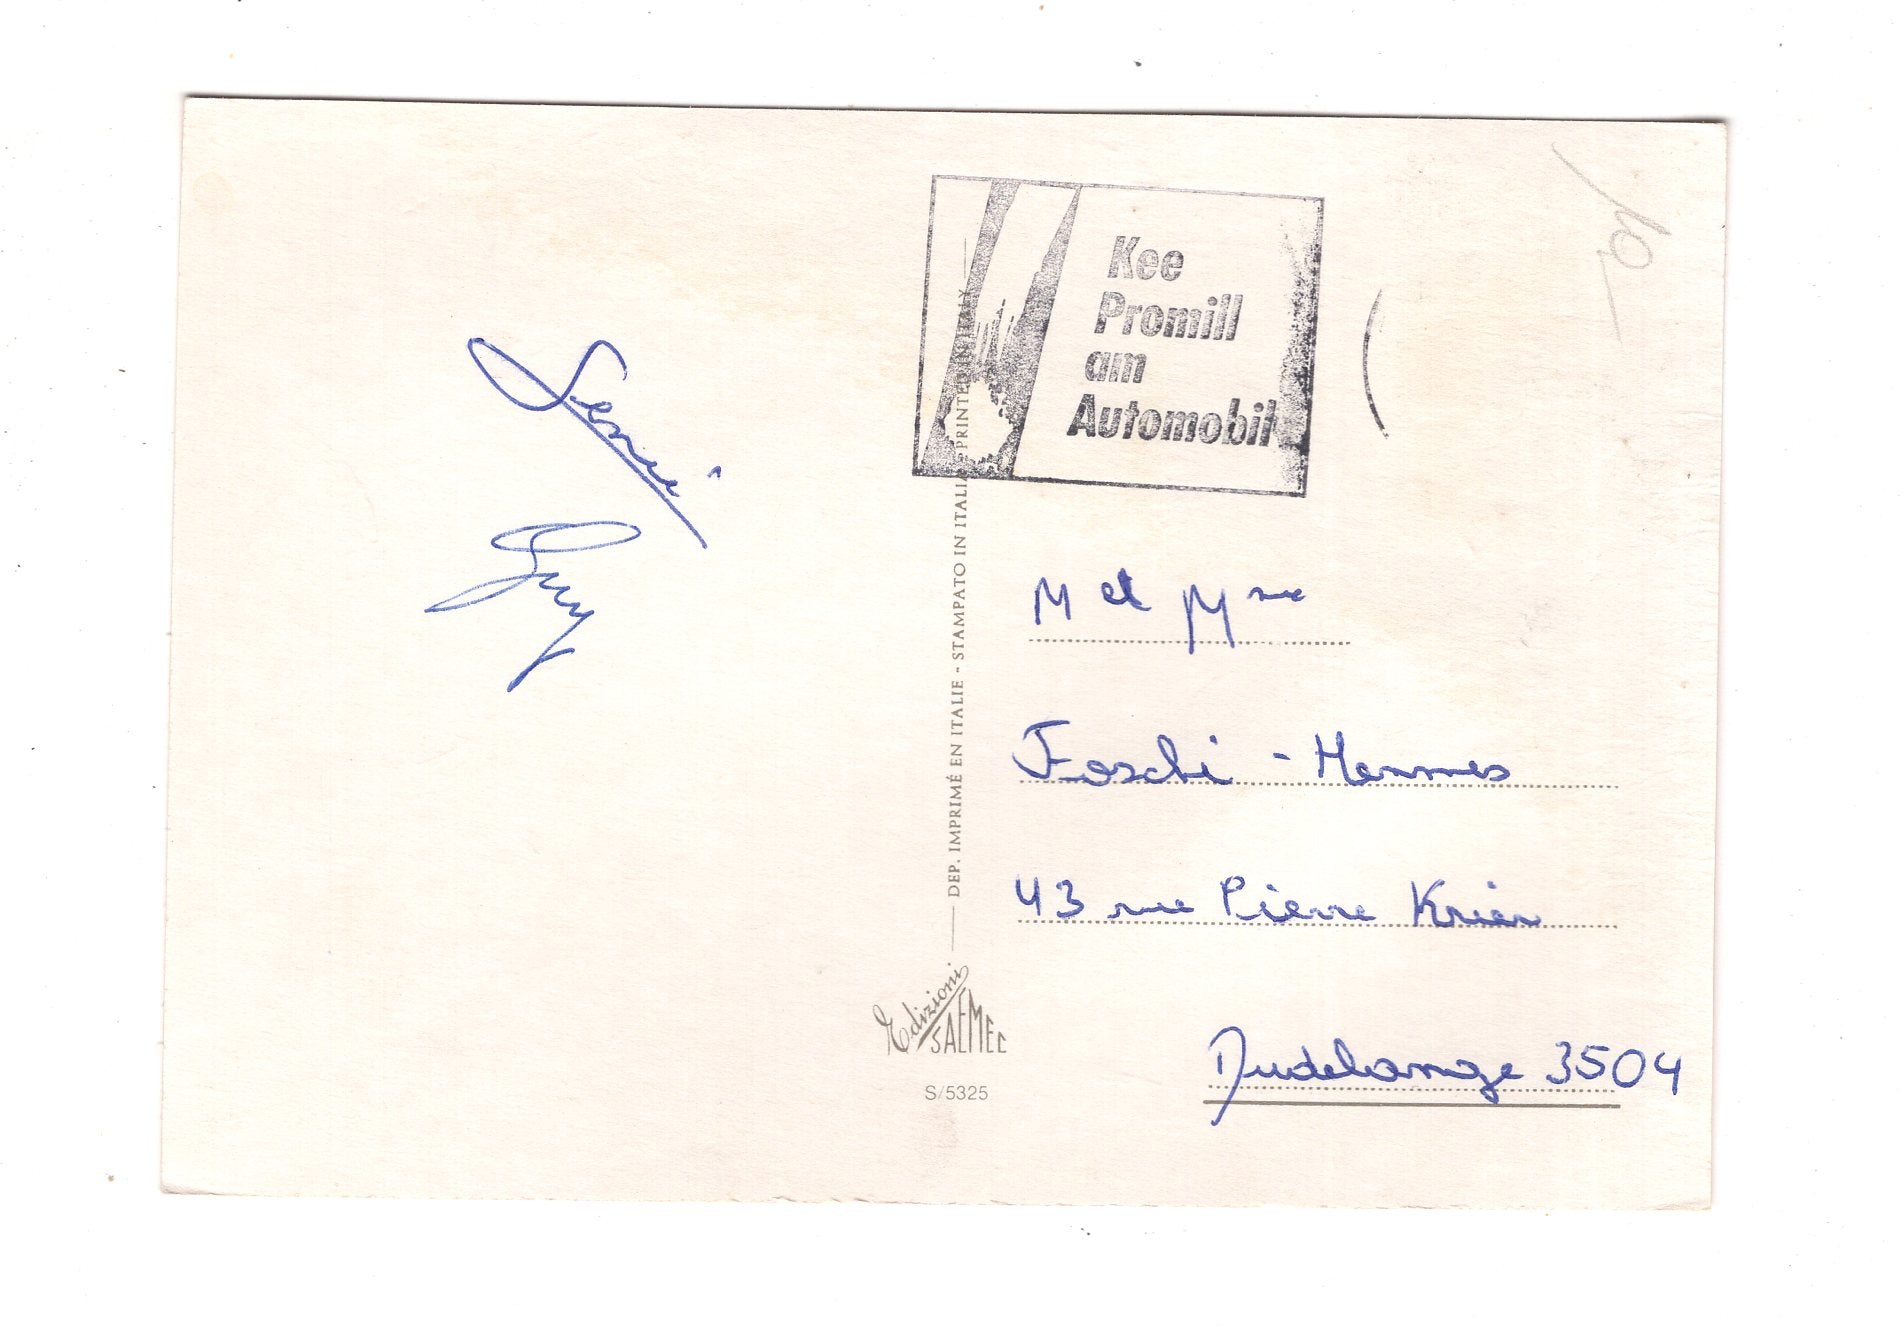 Kee
Promill
am
Automobil
Guy
DEP. IMPRIMÉ EN ITALIE - STAMPATO IN ITALIA - PRINTED IN ITALY
M et Mme
Foschi - Hermes
43 rue Pierre Krier
Dudelange 3504
Edizioni
SAEMEC
S/5325